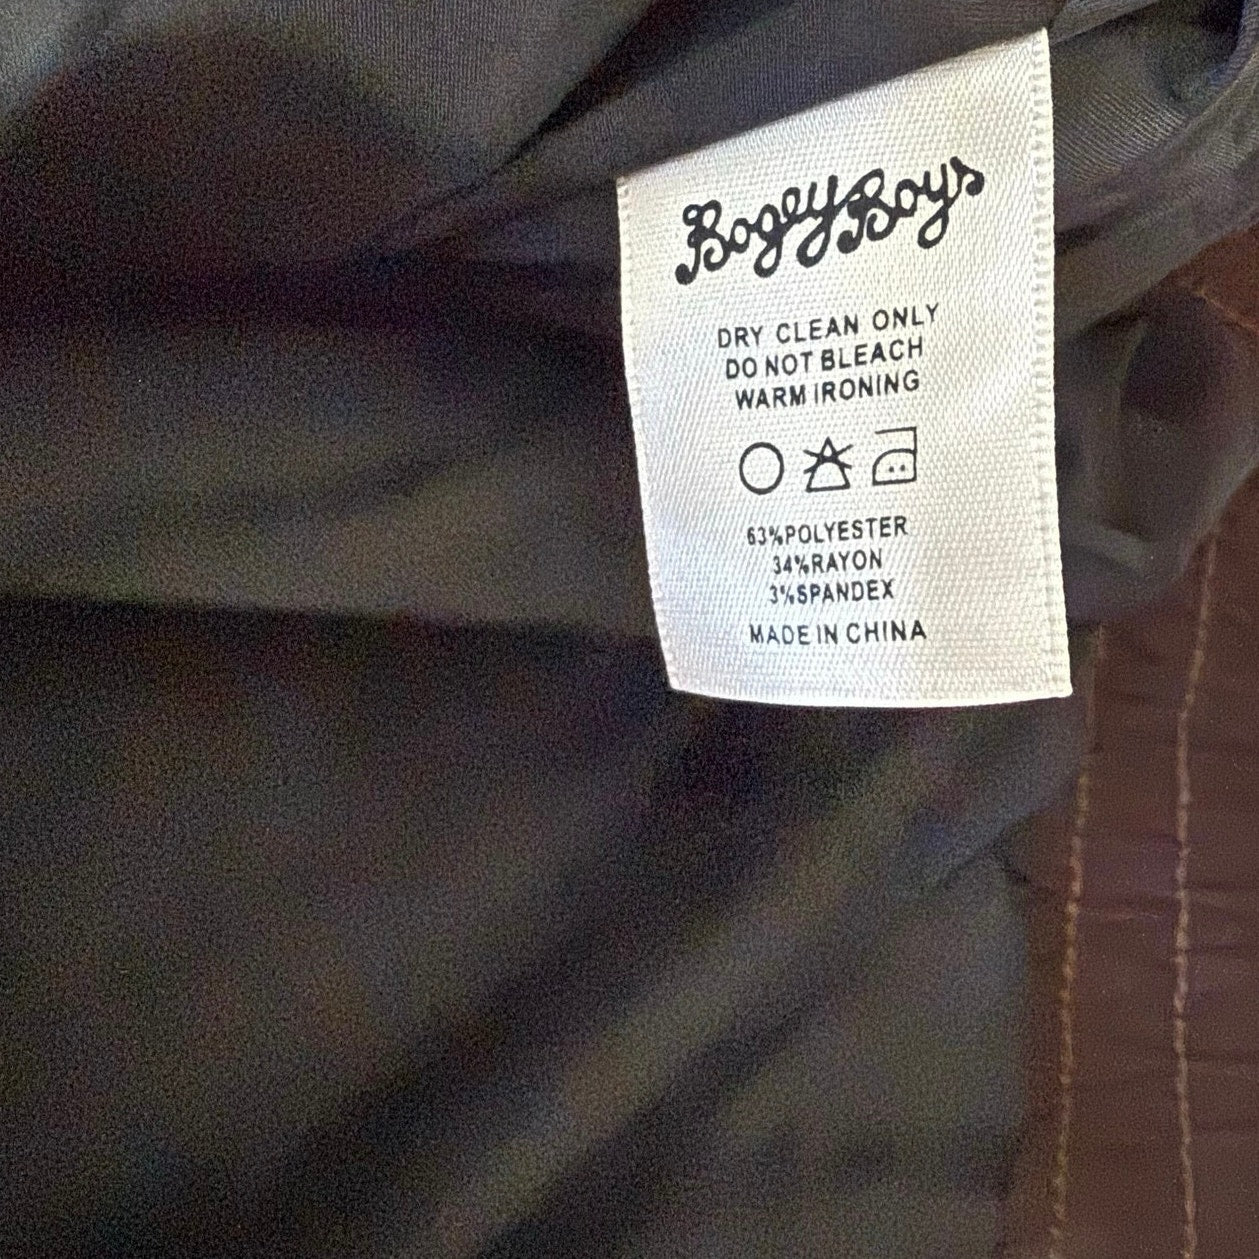 Bogey Boys
DRY CLEAN ONLY
DO NOT BLEACH
WARM IRONING
63%POLYESTER
34%RAYON
3%SPANDEX
MADE IN CHINA